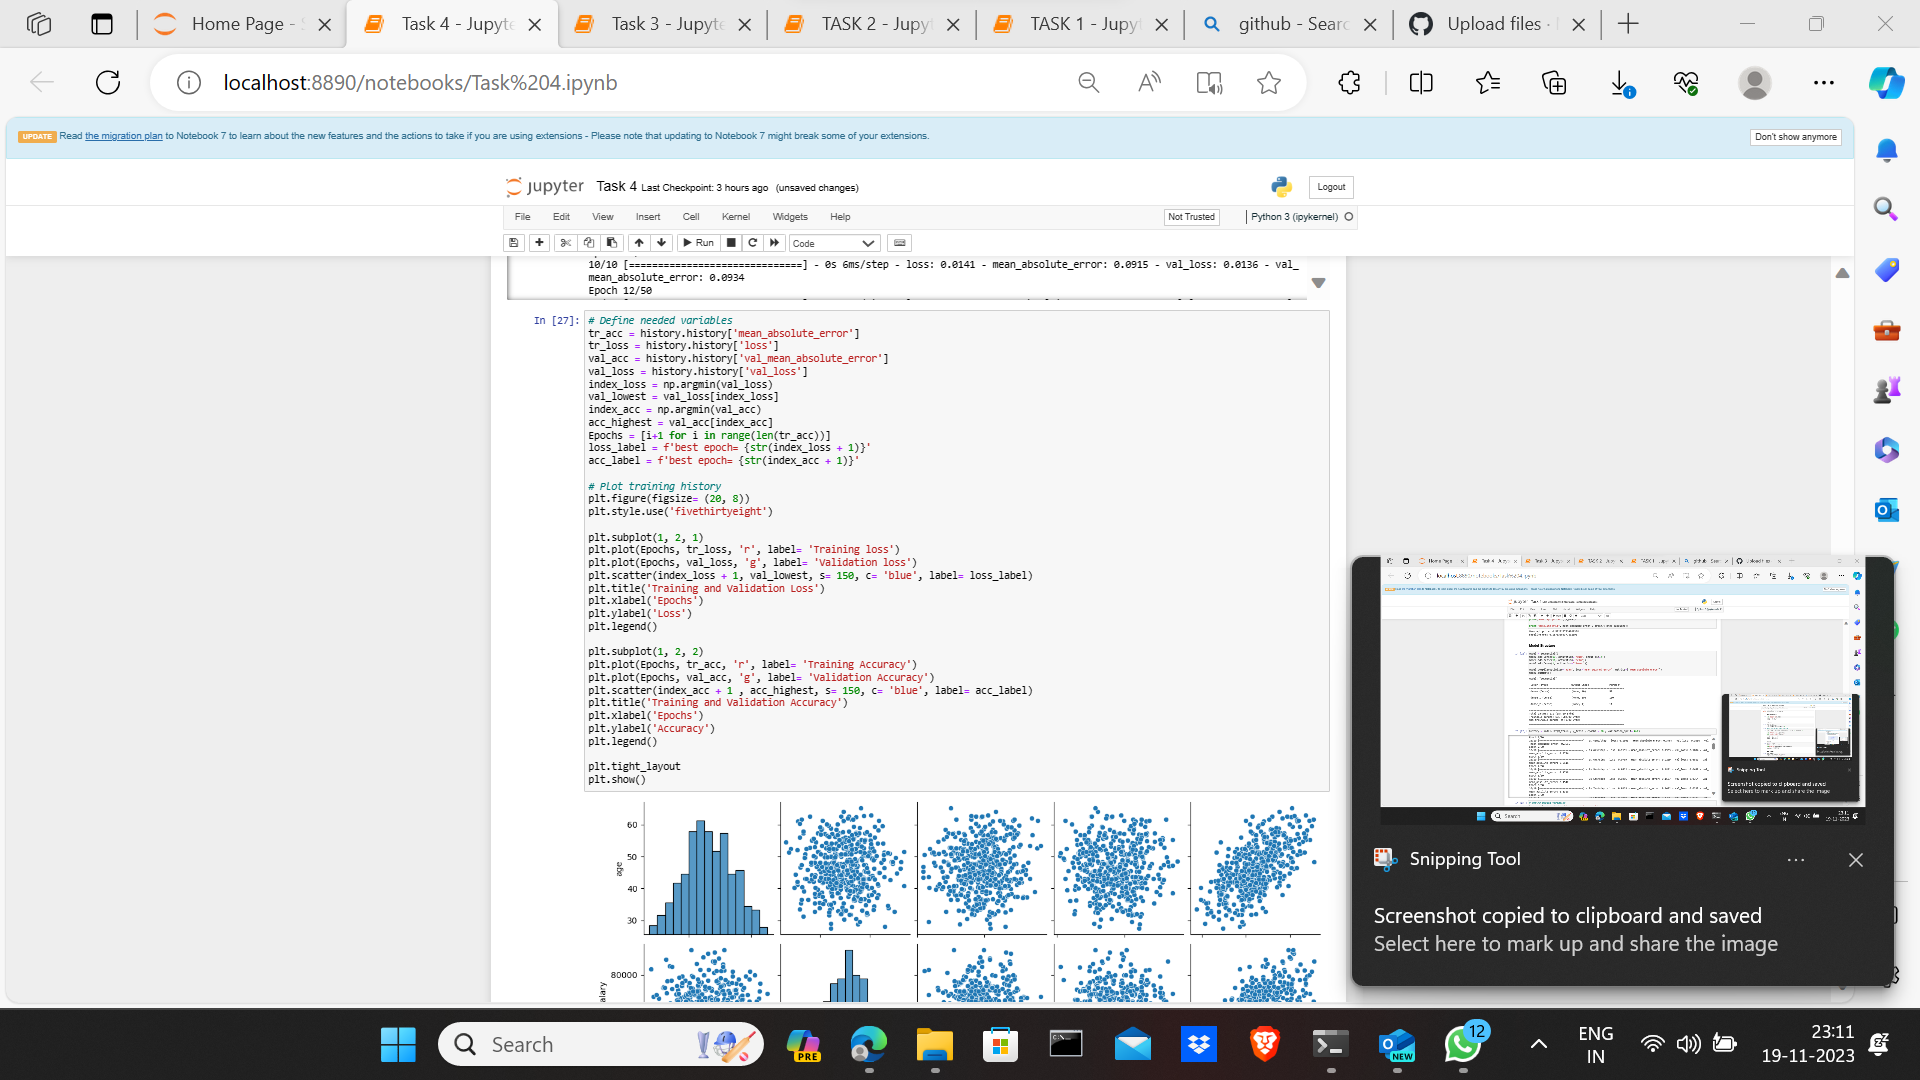 Home Page - S
Task 4 - Jupyte
Task 3 - Jupyte
TASK 2 - Jupy
TASK 1 - Jupyt
github - Searc
Upload files ·
localhost:8890/notebooks/Task%204.ipynb
UPDATE Read the migration plan to Notebook 7 to learn about the new features and the actions to take if you are using extensions - Please note that updating to Notebook 7 might break some of your extensions.
Don't show anymore
jupyter Task 4 Last Checkpoint: 3 hours ago (unsaved changes)
Logout
File Edit View Insert Cell Kernel Widgets Help
Not Trusted
Python 3 (ipykernel)
Run
Code
10/10 [==============================] - 0s 6ms/step - loss: 0.0141 - mean_absolute_error: 0.0915 - val_loss: 0.0136 - val_
mean_absolute_error: 0.0934
Epoch 12/50
In [27]:
# Define needed variables
tr_acc = history.history['mean_absolute_error']
tr_loss = history.history['loss']
val_acc = history.history['val_mean_absolute_error']
val_loss = history.history['val_loss']
index_loss = np.argmin(val_loss)
val_lowest = val_loss[index_loss]
index_acc = np.argmin(val_acc)
acc_highest = val_acc[index_acc]
Epochs = [i+1 for i in range(len(tr_acc))]
loss_label = f'best epoch= {str(index_loss + 1)}'
acc_label = f'best epoch= {str(index_acc + 1)}'
# Plot training history
plt.figure(figsize= (20, 8))
plt.style.use('fivethirtyeight')
plt.subplot(1, 2, 1)
plt.plot(Epochs, tr_loss, 'r', label= 'Training loss')
plt.plot(Epochs, val_loss, 'g', label= 'Validation loss')
plt.scatter(index_loss + 1, val_lowest, s= 150, c= 'blue', label= loss_label)
plt.title('Training and Validation Loss')
plt.xlabel('Epochs')
plt.ylabel('Loss')
plt.legend()
plt.subplot(1, 2, 2)
plt.plot(Epochs, tr_acc, 'r', label= 'Training Accuracy')
plt.plot(Epochs, val_acc, 'g', label= 'Validation Accuracy')
plt.scatter(index_acc + 1 , acc_highest, s= 150, c= 'blue', label= acc_label)
plt.title('Training and Validation Accuracy')
plt.xlabel('Epochs')
plt.ylabel('Accuracy')
plt.legend()
plt.tight_layout
plt.show()
60
50
age
40
30
80000
alary
Snipping Tool
Screenshot copied to clipboard and saved
Select here to mark up and share the image
Search
PRE
NEW
12
ENG
IN
23:11
19-11-2023